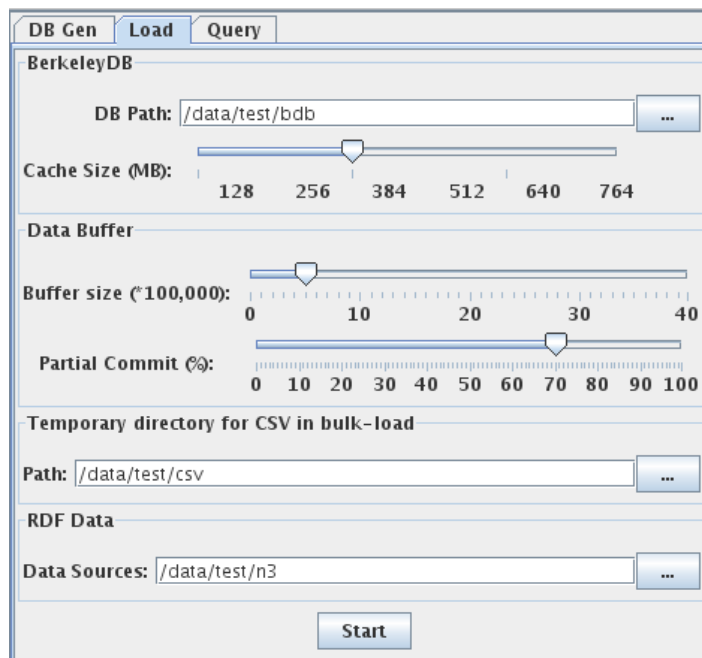 DB Gen Load Query
BerkeleyDB
DB Path: /data/test/bdb ...
Cache Size (MB):
128 256 384 512 640 764
Data Buffer
Buffer size (*100,000):
0 10 20 30 40
Partial Commit (%):
0 10 20 30 40 50 60 70 80 90 100
Temporary directory for CSV in bulk-load
Path: /data/test/csv ...
RDF Data
Data Sources: /data/test/n3 ...
Start